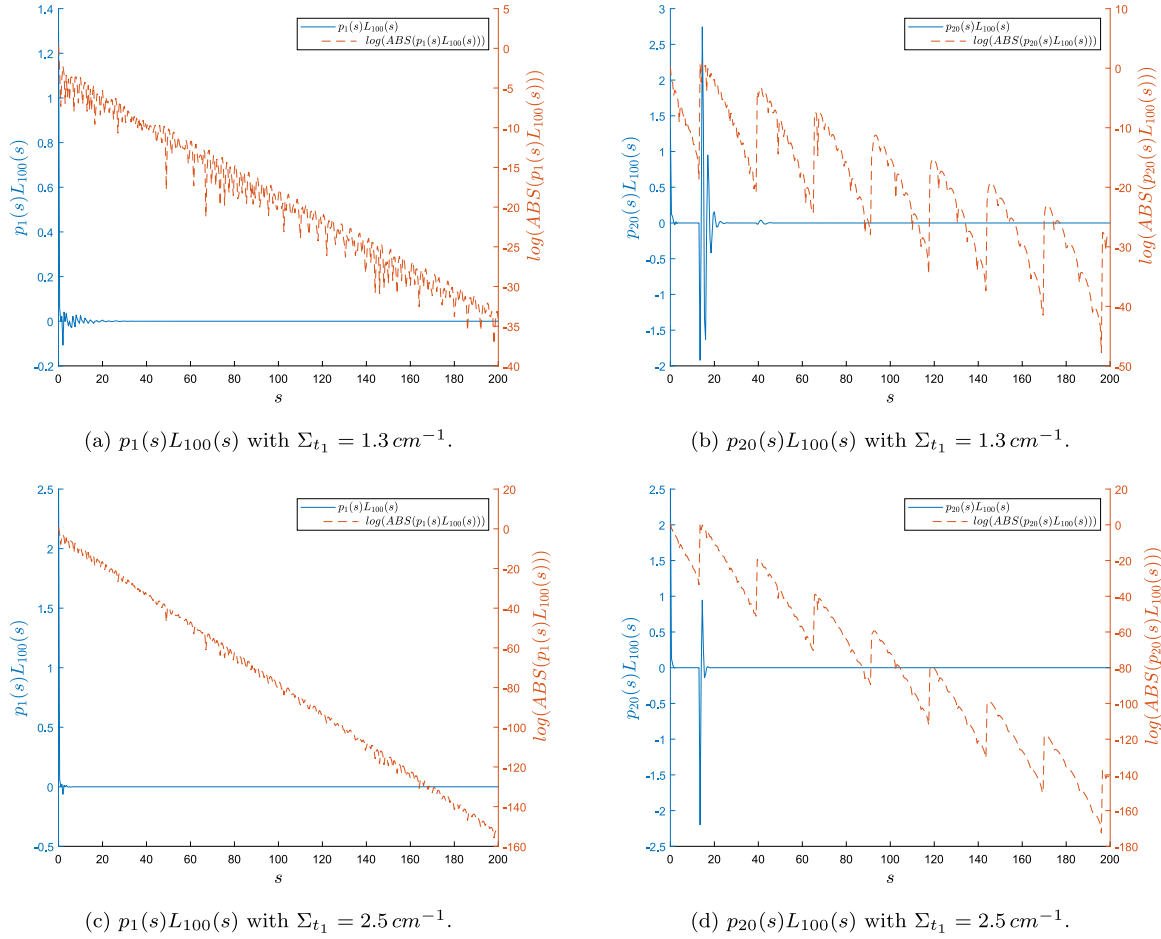 p₁(s)L₁₀₀(s)
log(ABS(p₁(s)L₁₀₀(s)))
1.4
1.2
1
0.8
0.6
0.4
0.2
0
-0.2
p₁(s)L₁₀₀(s)
5
0
-5
-10
-15
-20
-25
-30
-35
-40
log(ABS(p₁(s)L₁₀₀(s)))
0 20 40 60 80 100 120 140 160 180 200
s
(a) p₁(s)L₁₀₀(s) with Σₜ₁ = 1.3 cm⁻¹.
p₂₀(s)L₁₀₀(s)
log(ABS(p₂₀(s)L₁₀₀(s)))
3
2.5
2
1.5
1
0.5
0
-0.5
-1
-1.5
-2
p₂₀(s)L₁₀₀(s)
10
0
-10
-20
-30
-40
-50
log(ABS(p₂₀(s)L₁₀₀(s)))
0 20 40 60 80 100 120 140 160 180 200
s
(b) p₂₀(s)L₁₀₀(s) with Σₜ₁ = 1.3 cm⁻¹.
p₁(s)L₁₀₀(s)
log(ABS(p₁(s)L₁₀₀(s)))
2.5
2
1.5
1
0.5
0
-0.5
p₁(s)L₁₀₀(s)
20
0
-20
-40
-60
-80
-100
-120
-140
-160
log(ABS(p₁(s)L₁₀₀(s)))
0 20 40 60 80 100 120 140 160 180 200
s
(c) p₁(s)L₁₀₀(s) with Σₜ₁ = 2.5 cm⁻¹.
p₂₀(s)L₁₀₀(s)
log(ABS(p₂₀(s)L₁₀₀(s)))
2.5
2
1.5
1
0.5
0
-0.5
-1
-1.5
-2
-2.5
p₂₀(s)L₁₀₀(s)
20
0
-20
-40
-60
-80
-100
-120
-140
-160
-180
log(ABS(p₂₀(s)L₁₀₀(s)))
0 20 40 60 80 100 120 140 160 180 200
s
(d) p₂₀(s)L₁₀₀(s) with Σₜ₁ = 2.5 cm⁻¹.